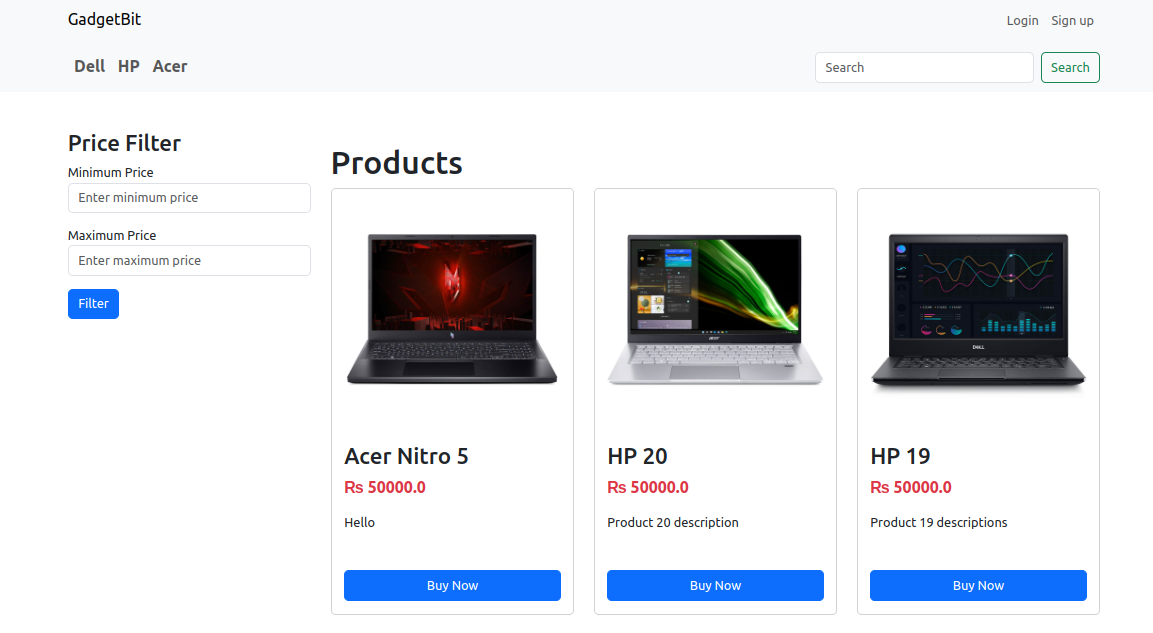 GadgetBit
Login Sign up
Dell HP Acer
Search
Search
Price Filter
Minimum Price
Enter minimum price
Maximum Price
Enter maximum price
Filter
Products
Acer Nitro 5
Rs 50000.0
Hello
Buy Now
acer
HP 20
Rs 50000.0
Product 20 description
Buy Now
DELL
HP 19
Rs 50000.0
Product 19 descriptions
Buy Now